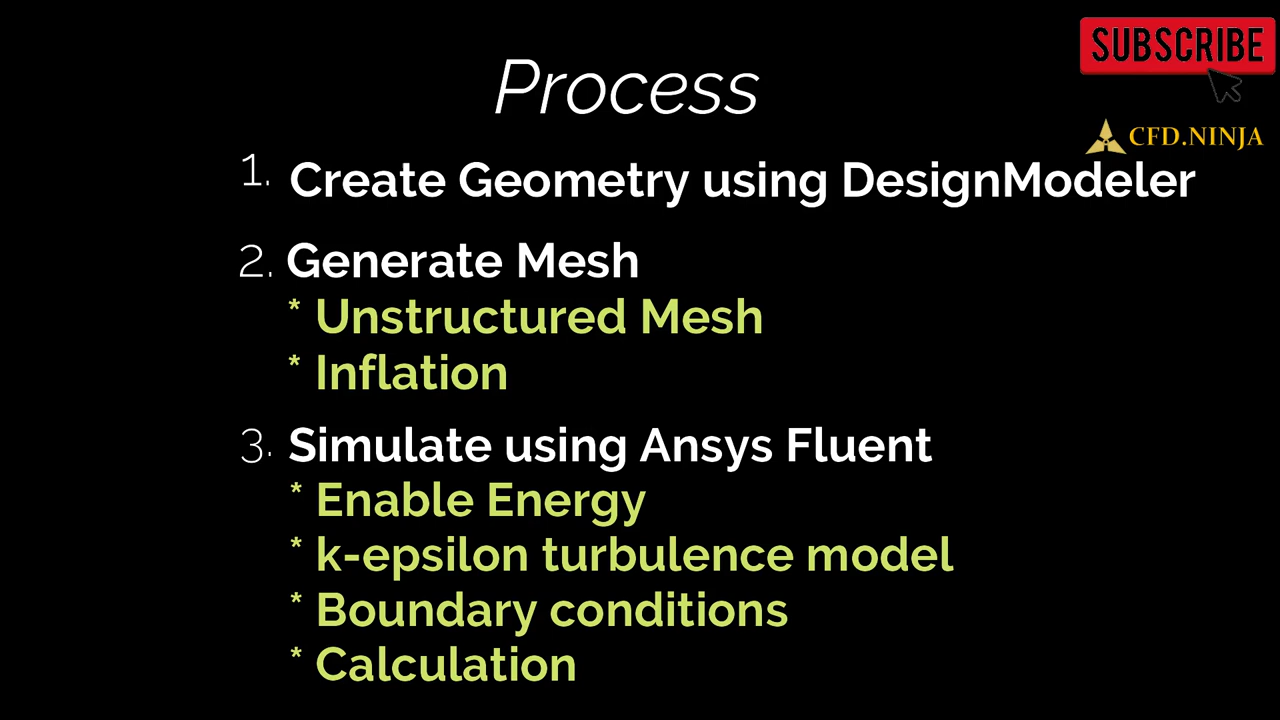 SUBSCRIBE
Process
CFD.NINJA
1. Create Geometry using DesignModeler
2. Generate Mesh
* Unstructured Mesh
* Inflation
3. Simulate using Ansys Fluent
* Enable Energy
* k-epsilon turbulence model
* Boundary conditions
* Calculation